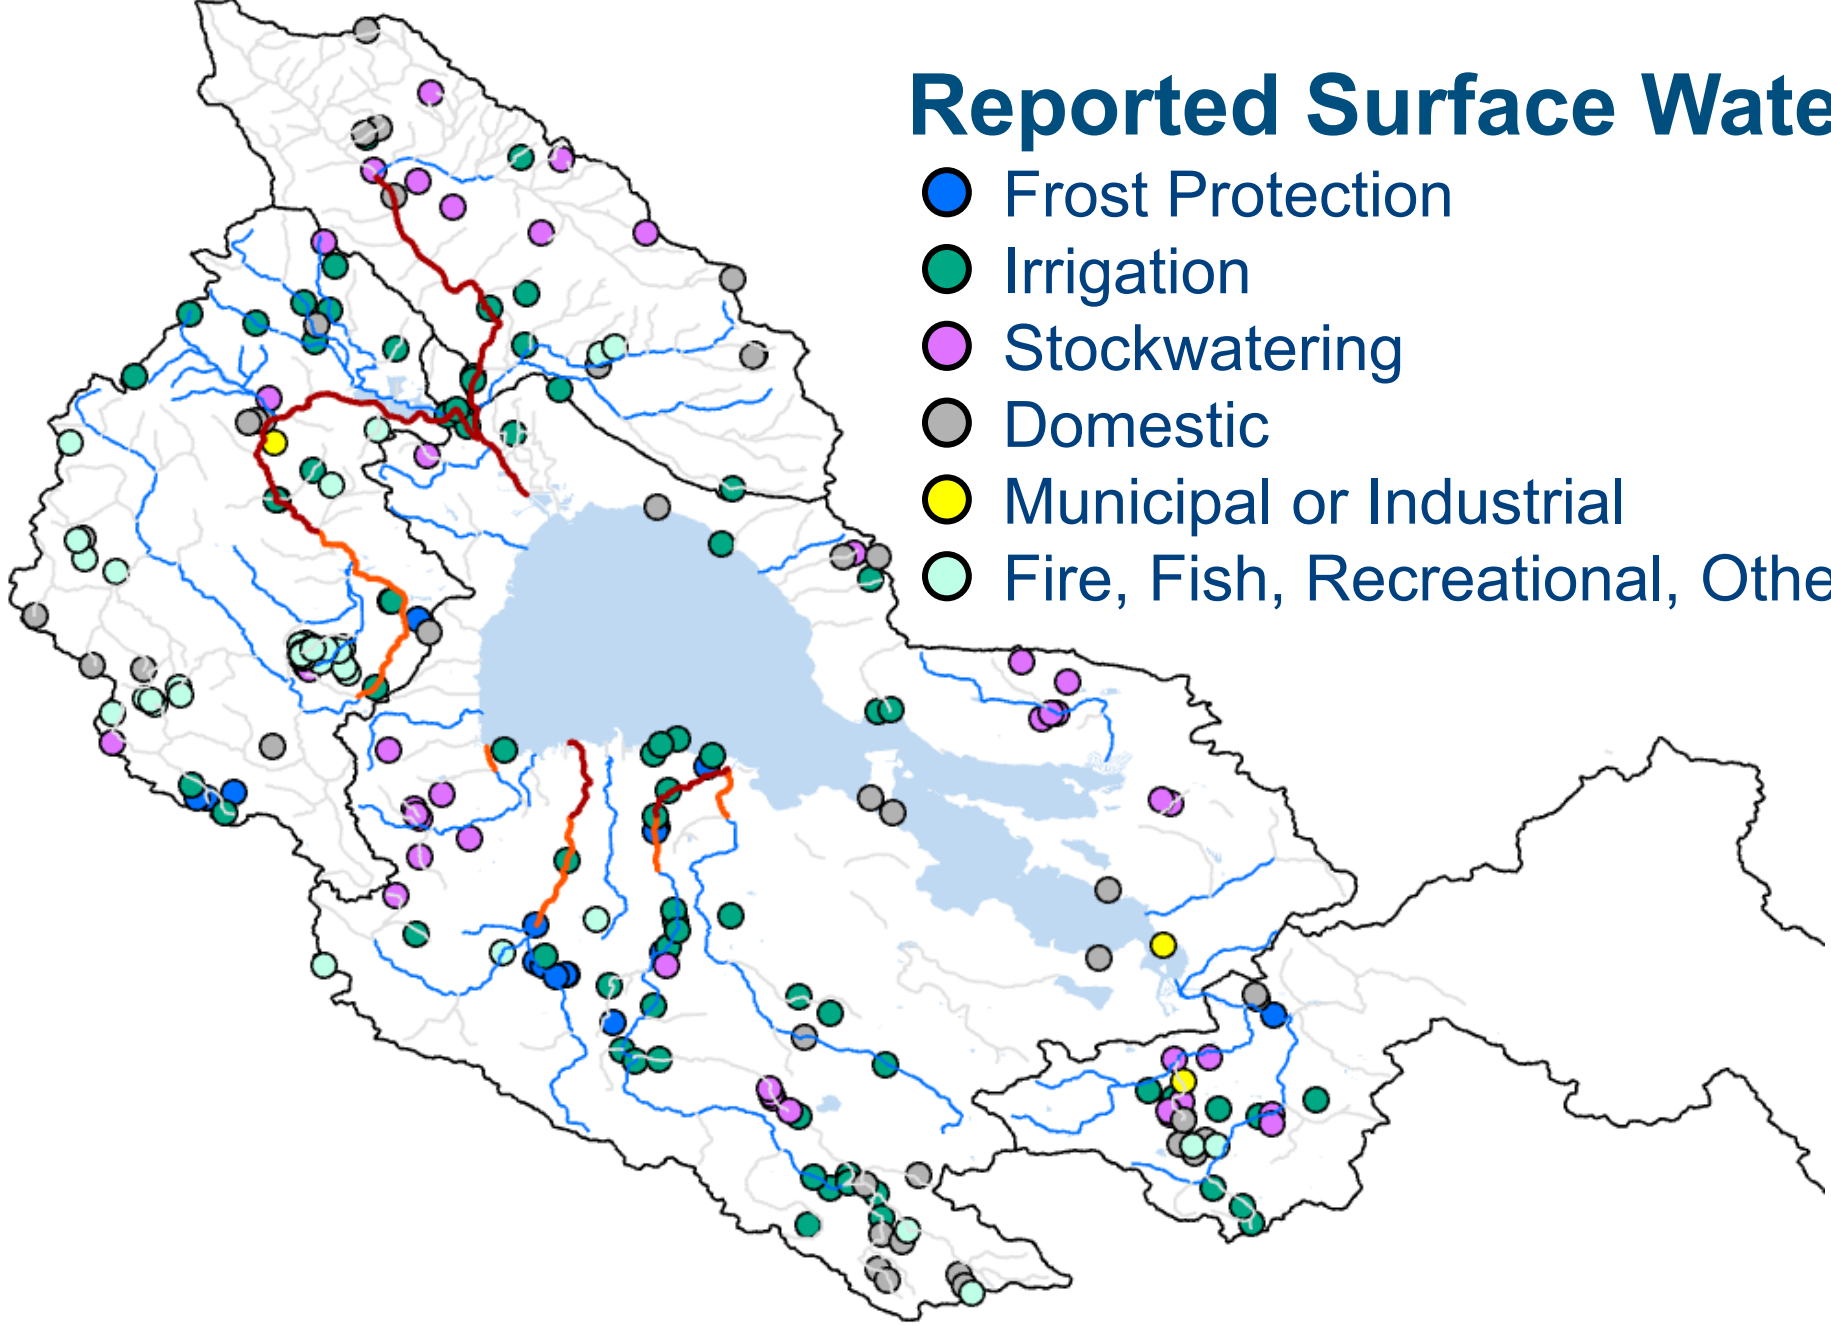 Reported Surface Wate
Frost Protection
Irrigation
Stockwatering
Domestic
Municipal or Industrial
Fire, Fish, Recreational, Othe